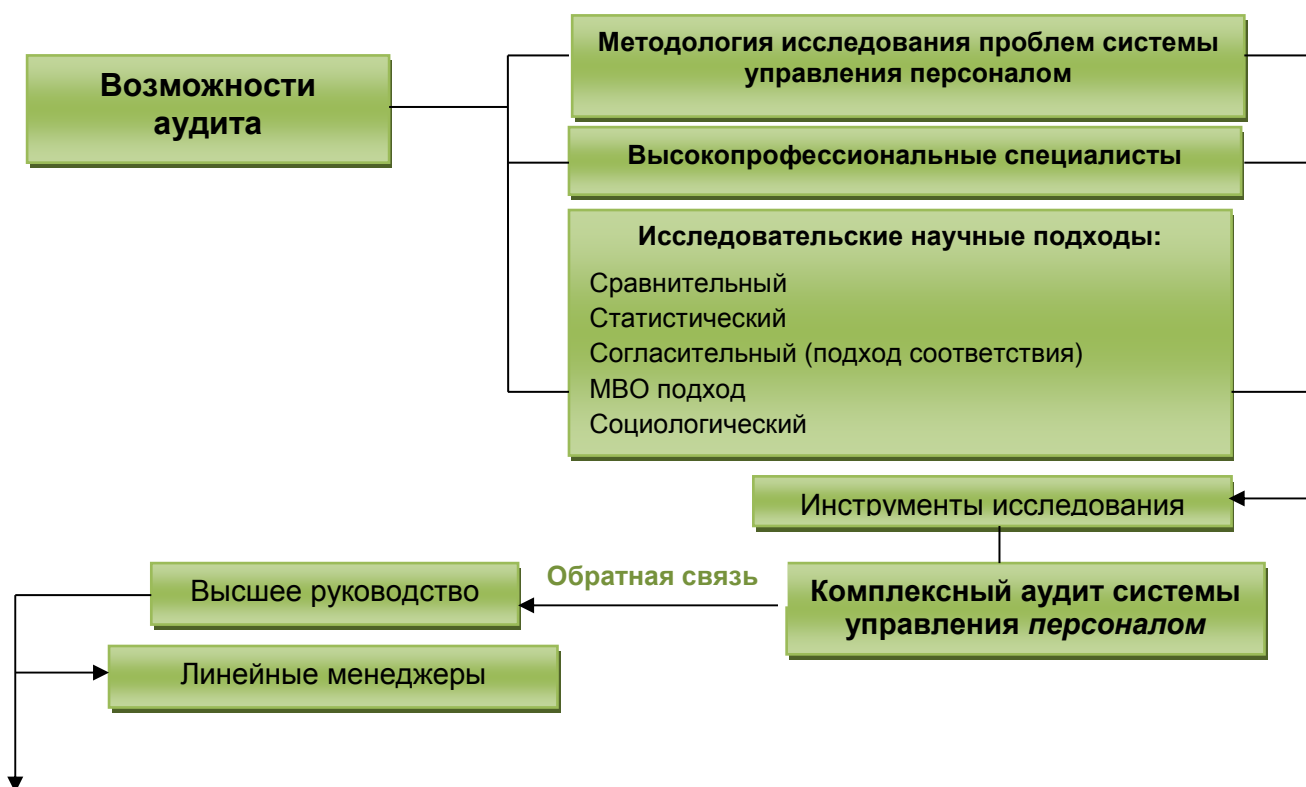 Возможности
аудита
Методология исследования проблем системы
управления персоналом
Высокопрофессиональные специалисты
Исследовательские научные подходы:
Сравнительный
Статистический
Согласительный (подход соответствия)
МВО подход
Социологический
Инструменты исследования
Обратная связь
Высшее руководство
Комплексный аудит системы
управления персоналом
Линейные менеджеры